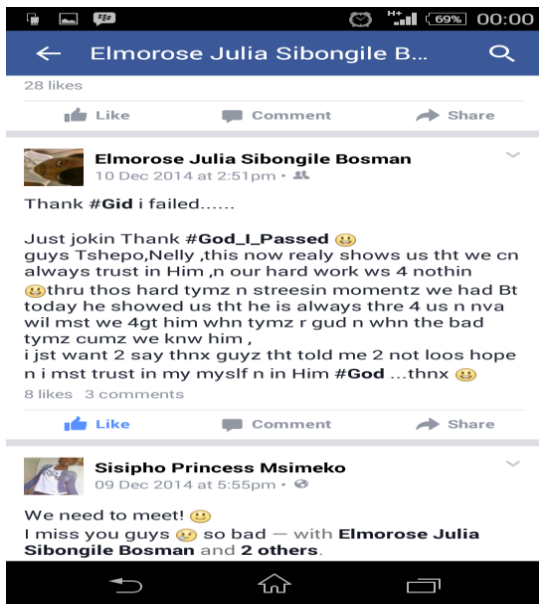 H+ 69% 00:00
Elmorose Julia Sibongile B...
28 likes
Like Comment Share
Elmorose Julia Sibongile Bosman
10 Dec 2014 at 2:51pm •
Thank #Gid i failed......
Just jokin Thank #God_I_Passed
guys Tshepo,Nelly ,this now realy shows us tht we cn
always trust in Him ,n our hard work ws 4 nothin
thru thos hard tymz n streesin momentz we had Bt
today he showed us tht he is always thre 4 us n nva
wil mst we 4gt him whn tymz r gud n whn the bad
tymz cumz we knw him ,
i jst want 2 say thnx guyz tht told me 2 not loos hope
n i mst trust in my myslf n in Him #God ...thnx
8 likes 3 comments
Like Comment Share
Sisipho Princess Msimeko
09 Dec 2014 at 5:55pm •
We need to meet!
I miss you guys so bad — with Elmorose Julia
Sibongile Bosman and 2 others.